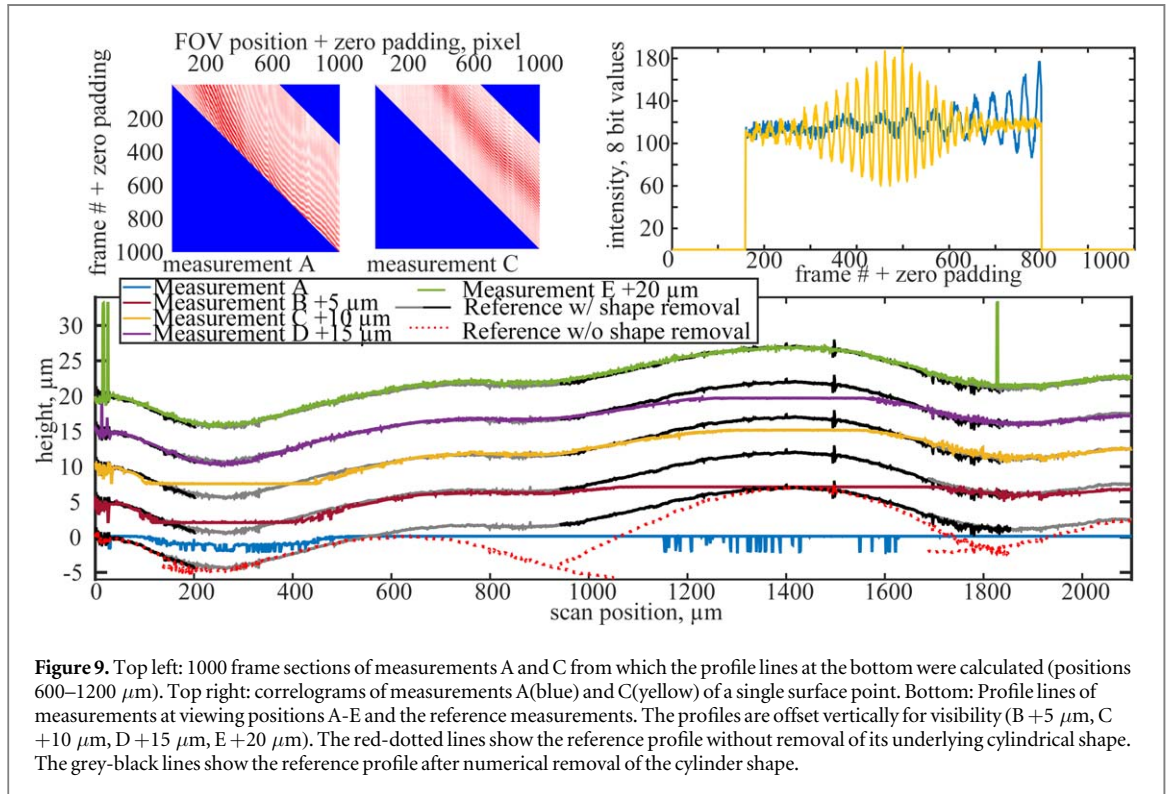 FOV position + zero padding, pixel
200 600 1000 200 600 1000
frame # + zero padding
200
400
600
800
1000
measurement A
measurement C
intensity, 8 bit values
180
140
100
60
20
200 400 600 800 1000
frame # + zero padding
Measurement A
Measurement B +5 µm
Measurement C +10 µm
Measurement D +15 µm
Measurement E +20 µm
Reference w/ shape removal
Reference w/o shape removal
height, µm
30
25
20
15
10
5
0
-5
0 200 400 600 800 1000 1200 1400 1600 1800 2000
scan position, µm
Figure 9. Top left: 1000 frame sections of measurements A and C from which the profile lines at the bottom were calculated (positions
600–1200 µm). Top right: correlograms of measurements A(blue) and C(yellow) of a single surface point. Bottom: Profile lines of
measurements at viewing positions A-E and the reference measurements. The profiles are offset vertically for visibility (B +5 µm, C
+10 µm, D +15 µm, E +20 µm). The red-dotted lines show the reference profile without removal of its underlying cylindrical shape.
The grey-black lines show the reference profile after numerical removal of the cylinder shape.